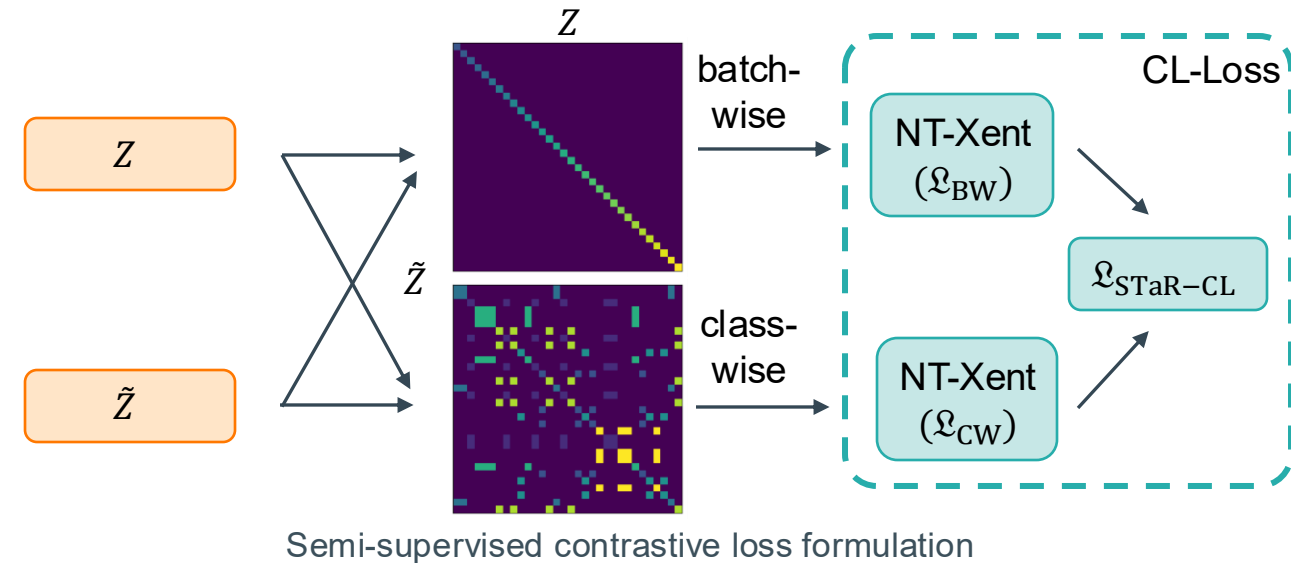 Z
batch-
wise
CL-Loss
Z
NT-Xent
(𝔏BW)
Z̃
𝔏STaR−CL
class-
wise
Z̃
NT-Xent
(𝔏CW)
Semi-supervised contrastive loss formulation